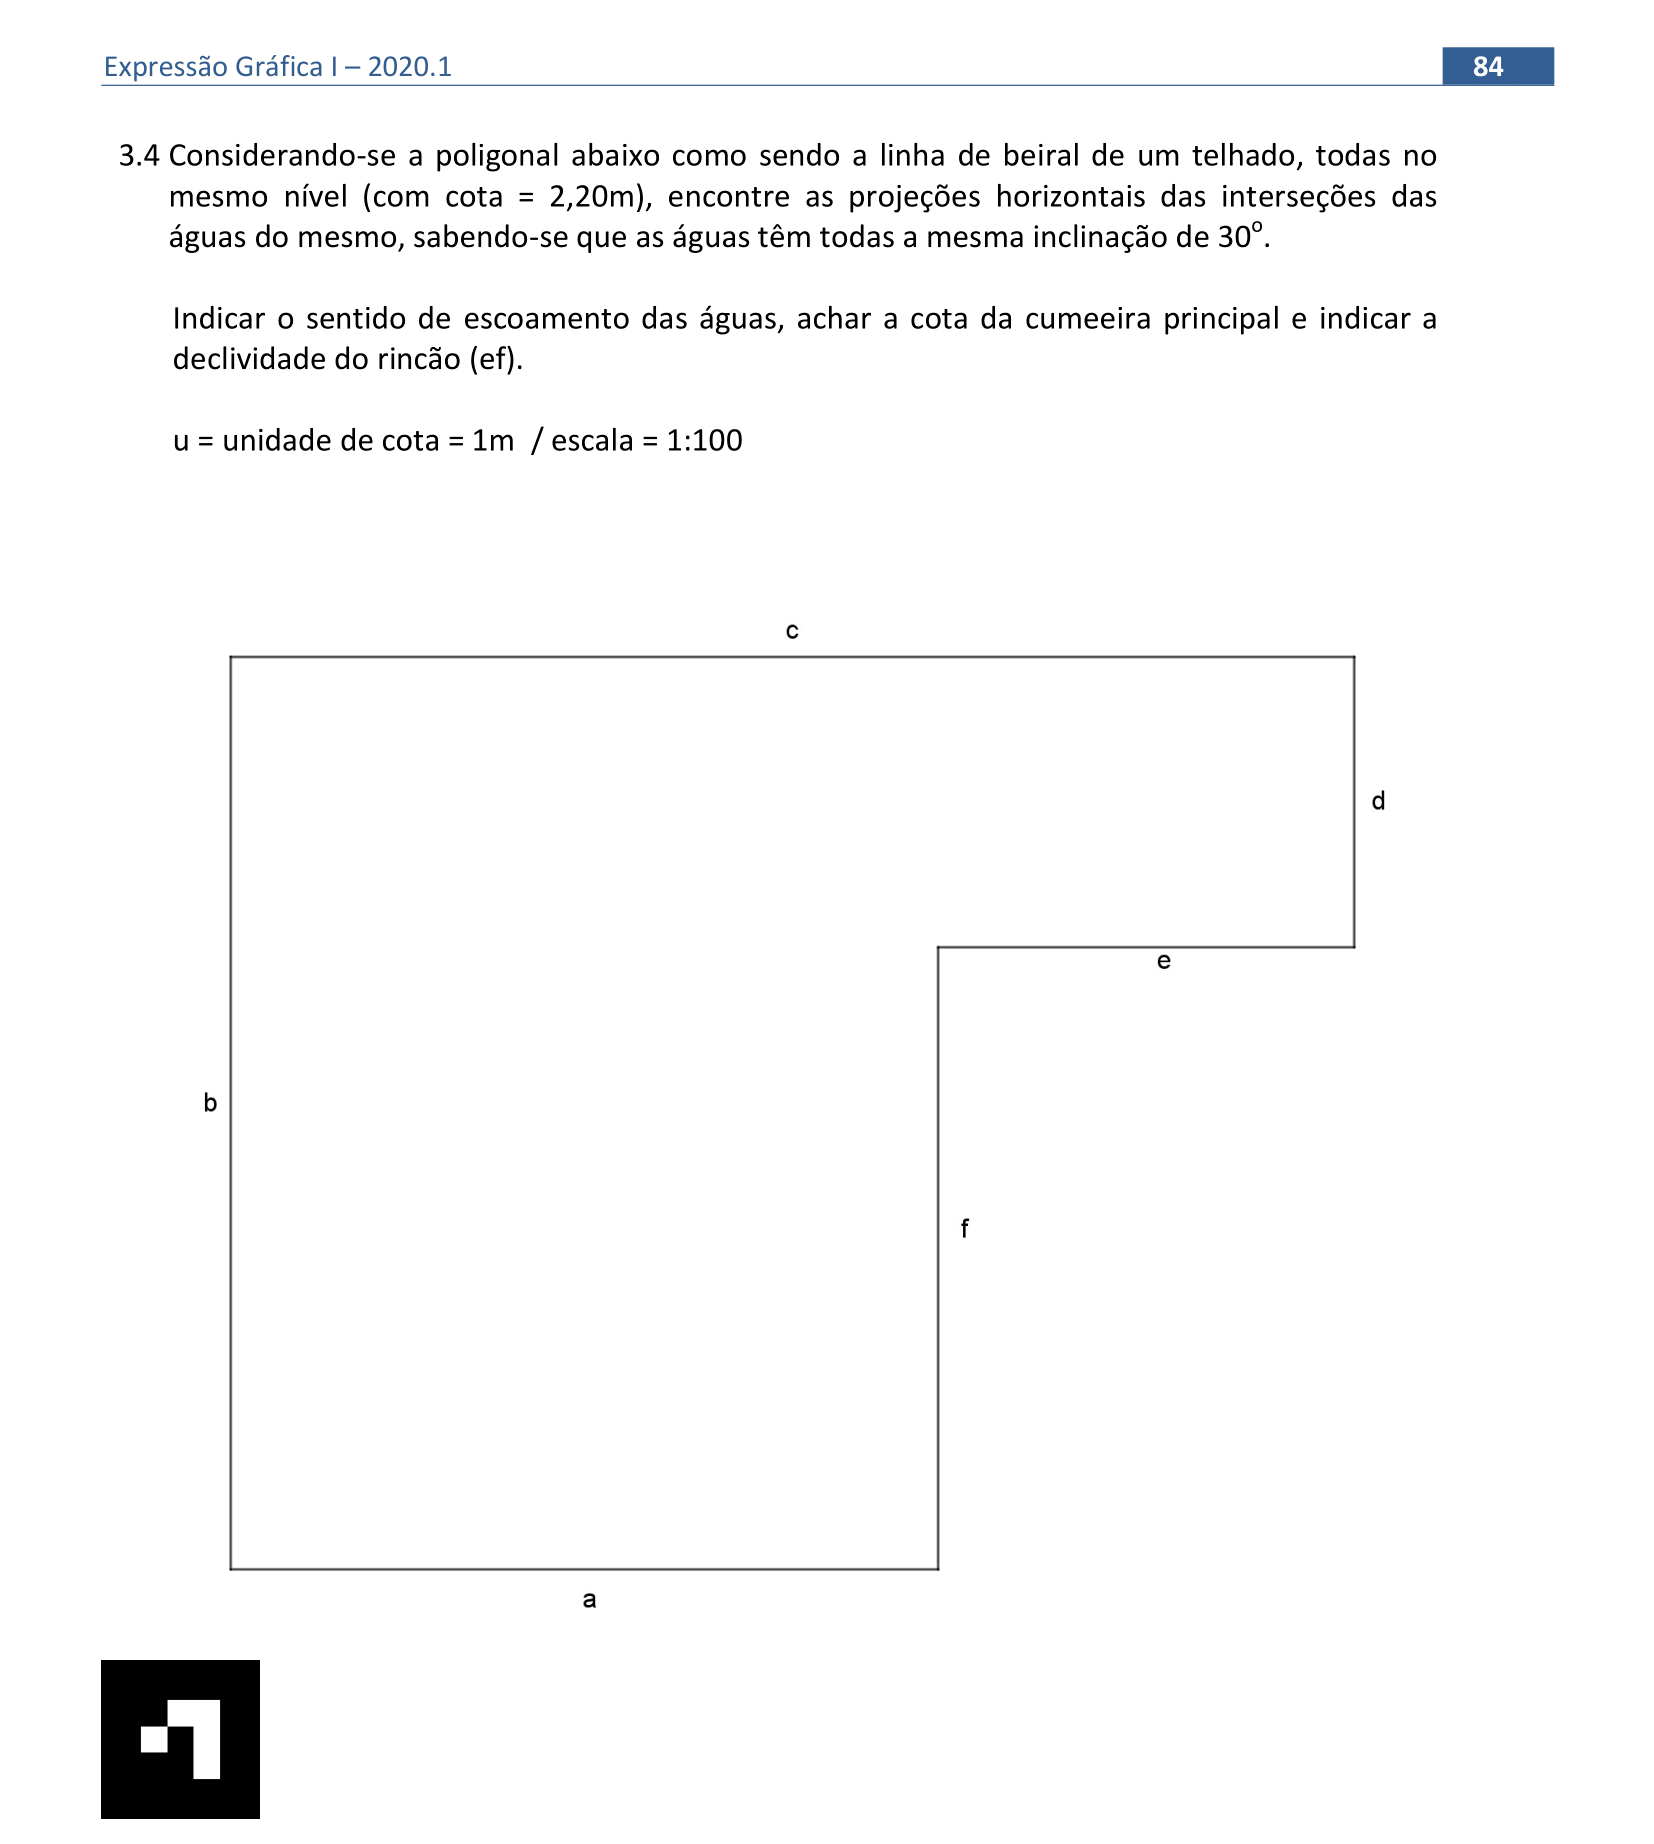 Expressão Gráfica I – 2020.1
84
3.4 Considerando-se a poligonal abaixo como sendo a linha de beiral de um telhado, todas no
mesmo nível (com cota = 2,20m), encontre as projeções horizontais das interseções das
águas do mesmo, sabendo-se que as águas têm todas a mesma inclinação de 30º.
Indicar o sentido de escoamento das águas, achar a cota da cumeeira principal e indicar a
declividade do rincão (ef).
u = unidade de cota = 1m / escala = 1:100
c
d
e
b
f
a